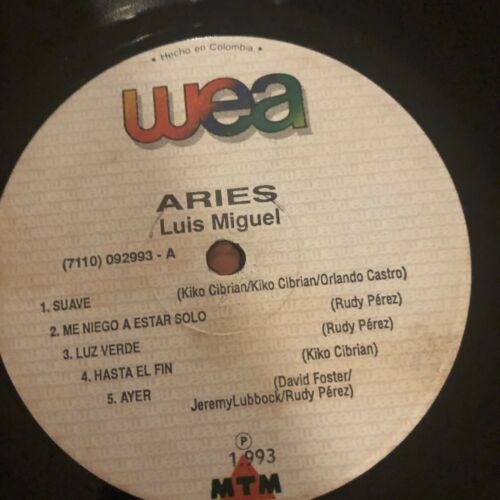 • Hecho en Colombia •
wea
ARIES
Luis Miguel
(7110) 092993 - A
1. SUAVE (Kiko Cibrian/Kiko Cibrian/Orlando Castro)
2. ME NIEGO A ESTAR SOLO (Rudy Pérez)
3. LUZ VERDE (Rudy Pérez)
4. HASTA EL FIN (Kiko Cibrian)
5. AYER (David Foster/
JeremyLubbock/Rudy Pérez)
P
1.993
MTM